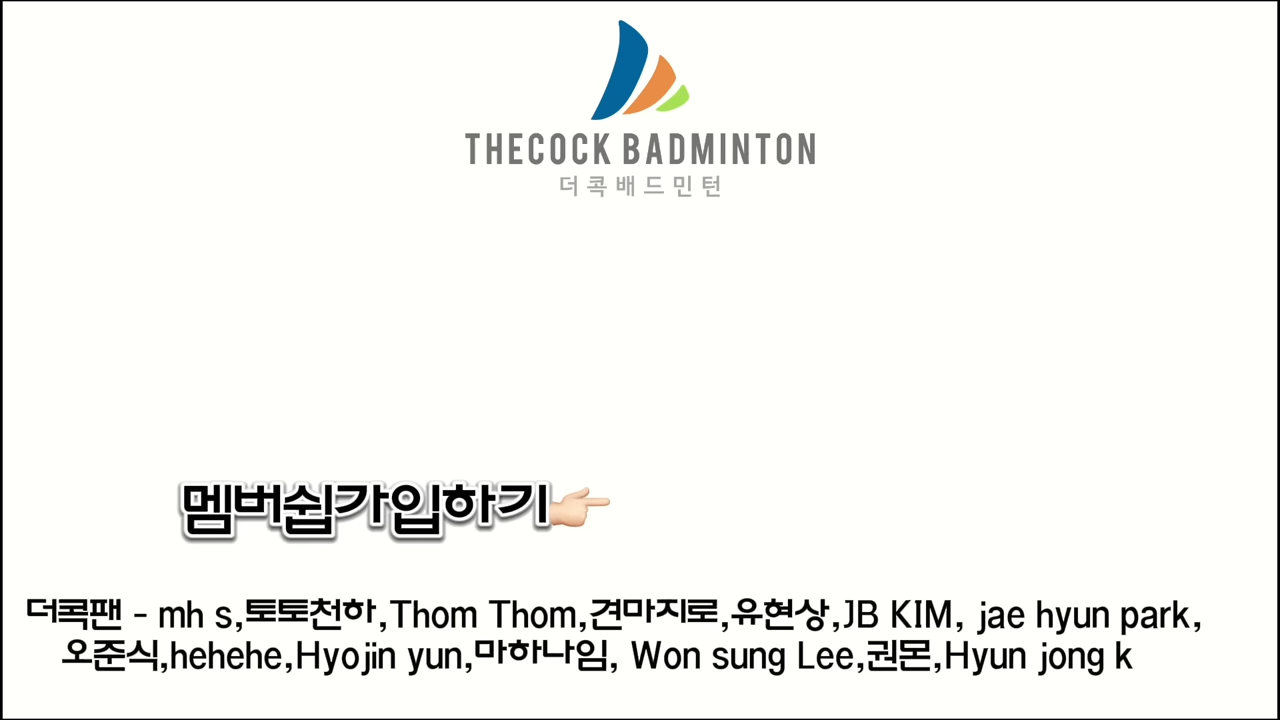 THECOCK BADMINTON
더콕배드민턴
멤버쉽가입하기
더콕팬 - mh s,토토천하,Thom Thom,견마지로,유현상,JB KIM, jae hyun park,
오준식,hehehe,Hyojin yun,마하나임, Won sung Lee,권몬,Hyun jong k